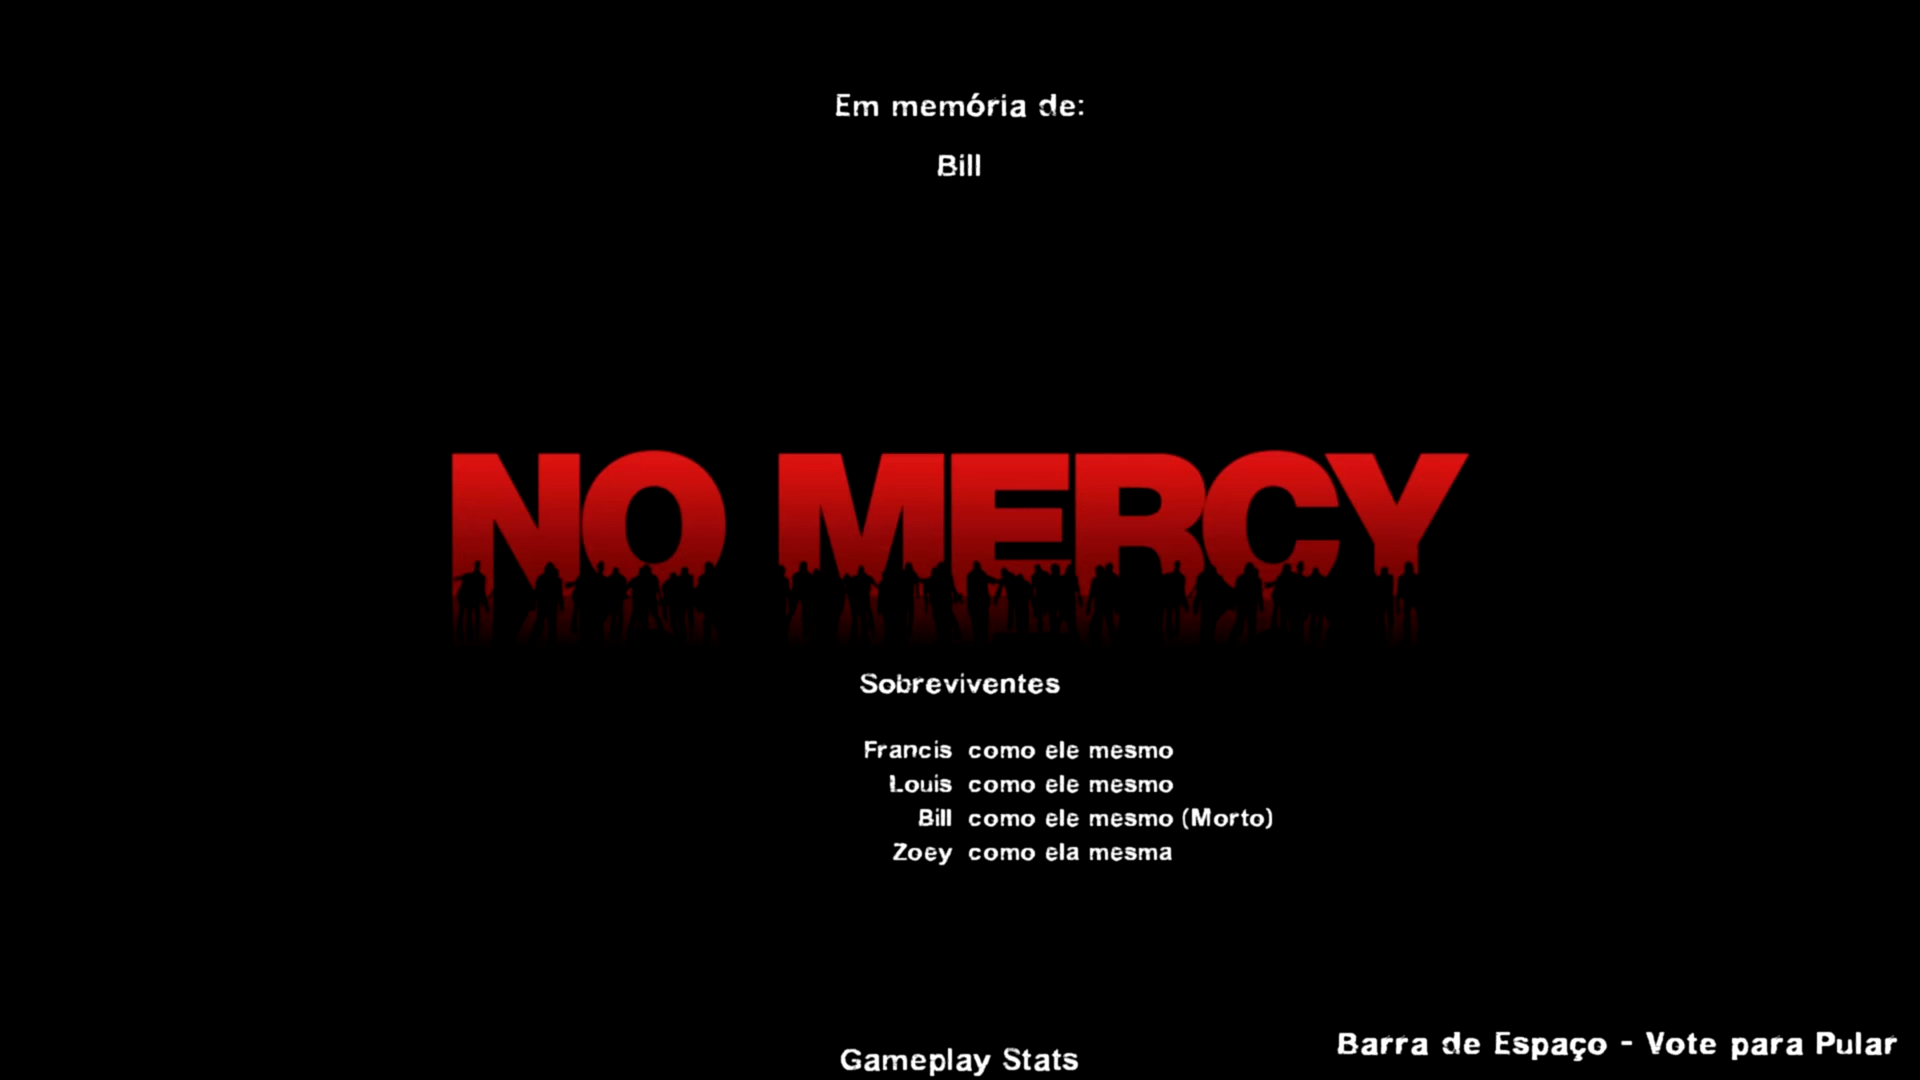 Em memória de:
Bill
NO MERCY
Sobreviventes
Francis como ele mesmo
Louis como ele mesmo
Bill como ele mesmo (Morto)
Zoey como ela mesma
Gameplay Stats
Barra de Espaço - Vote para Pular